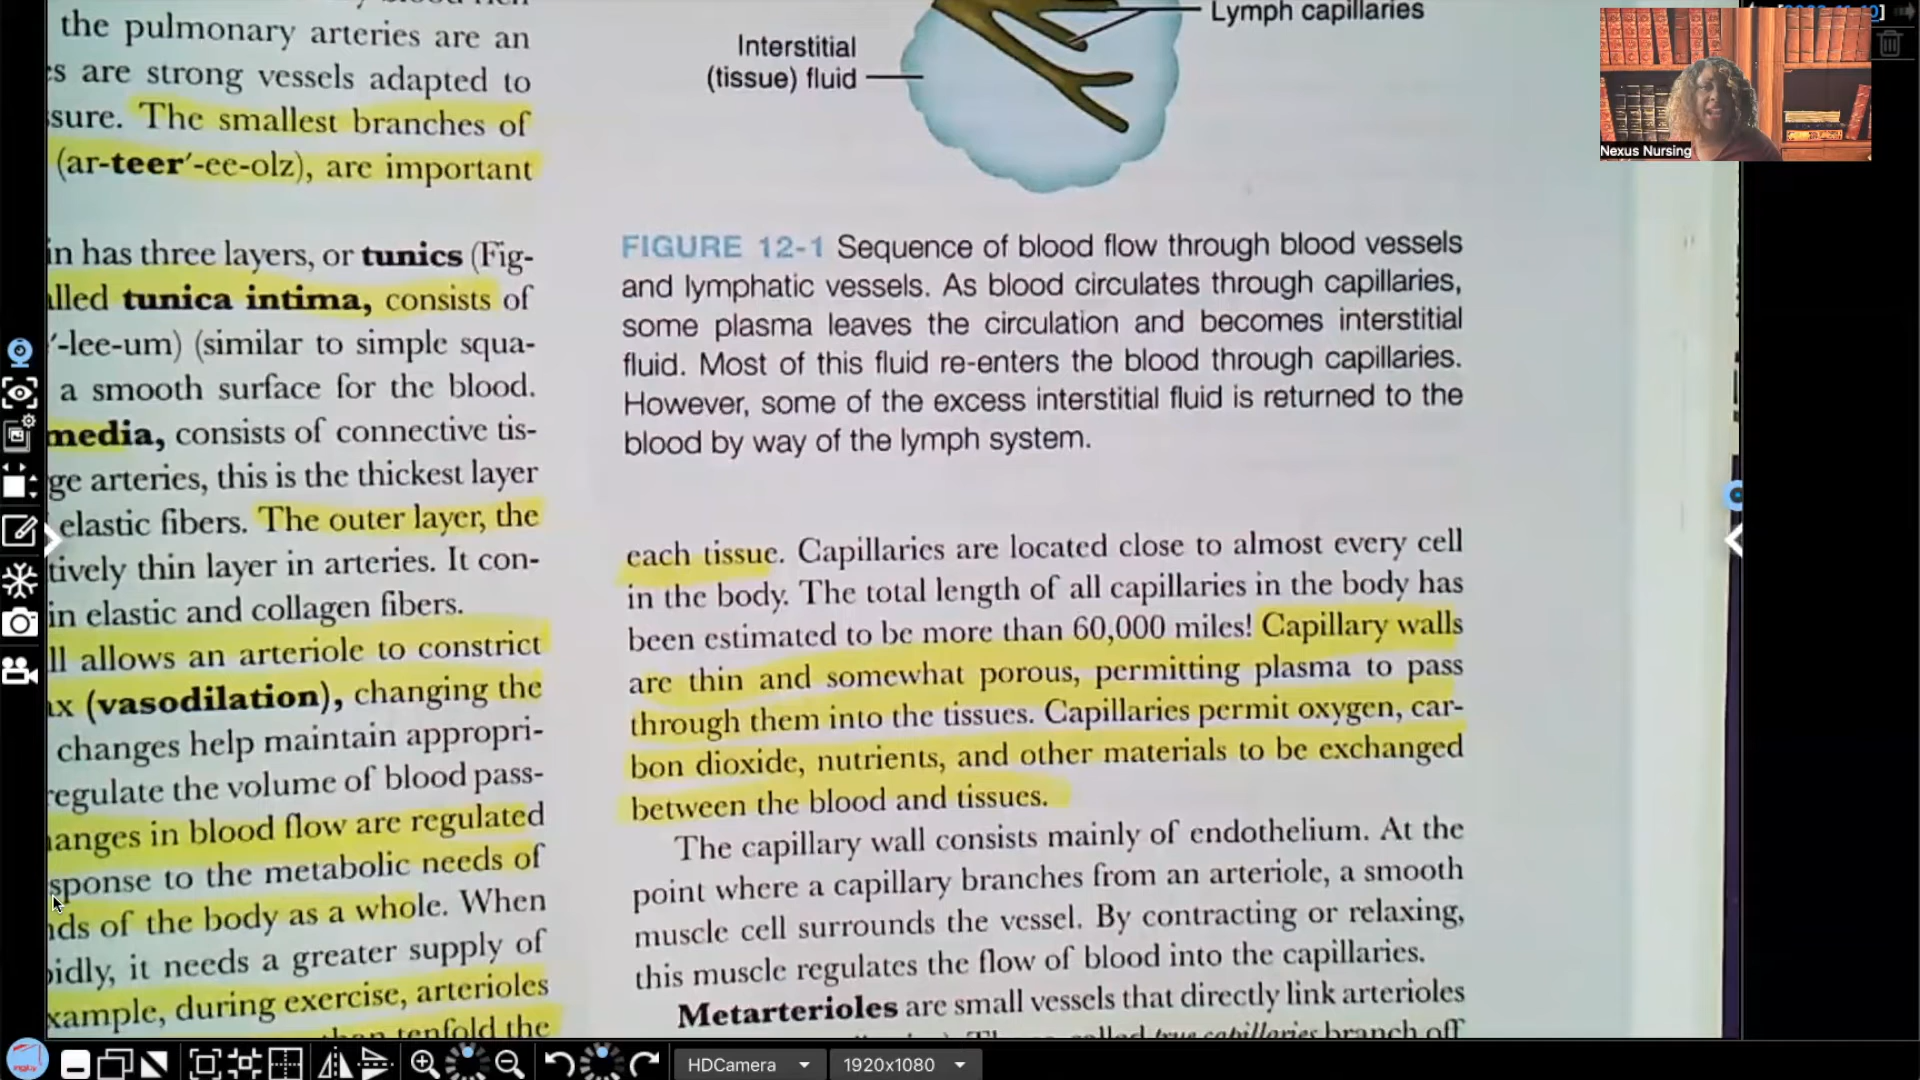 the pulmonary arteries are an
s are strong vessels adapted to
sure. The smallest branches of
(ar-teer′-ee-olz), are important
in has three layers, or tunics (Fig-
lled tunica intima, consists of
′-lee-um) (similar to simple squa-
a smooth surface for the blood.
media, consists of connective tis-
ge arteries, this is the thickest layer
elastic fibers. The outer layer, the
tively thin layer in arteries. It con-
in elastic and collagen fibers.
ll allows an arteriole to constrict
x (vasodilation), changing the
changes help maintain appropri-
regulate the volume of blood pass-
anges in blood flow are regulated
sponse to the metabolic needs of
ds of the body as a whole. When
idly, it needs a greater supply of
xample, during exercise, arterioles
than tenfold the
Lymph capillaries
Interstitial
(tissue) fluid
FIGURE 12-1 Sequence of blood flow through blood vessels
and lymphatic vessels. As blood circulates through capillaries,
some plasma leaves the circulation and becomes interstitial
fluid. Most of this fluid re-enters the blood through capillaries.
However, some of the excess interstitial fluid is returned to the
blood by way of the lymph system.
each tissue. Capillaries are located close to almost every cell
in the body. The total length of all capillaries in the body has
been estimated to be more than 60,000 miles! Capillary walls
are thin and somewhat porous, permitting plasma to pass
through them into the tissues. Capillaries permit oxygen, car-
bon dioxide, nutrients, and other materials to be exchanged
between the blood and tissues.
The capillary wall consists mainly of endothelium. At the
point where a capillary branches from an arteriole, a smooth
muscle cell surrounds the vessel. By contracting or relaxing,
this muscle regulates the flow of blood into the capillaries.
Metarterioles are small vessels that directly link arterioles
called true capillaries branch off
Nexus Nursing
HDCamera
1920x1080